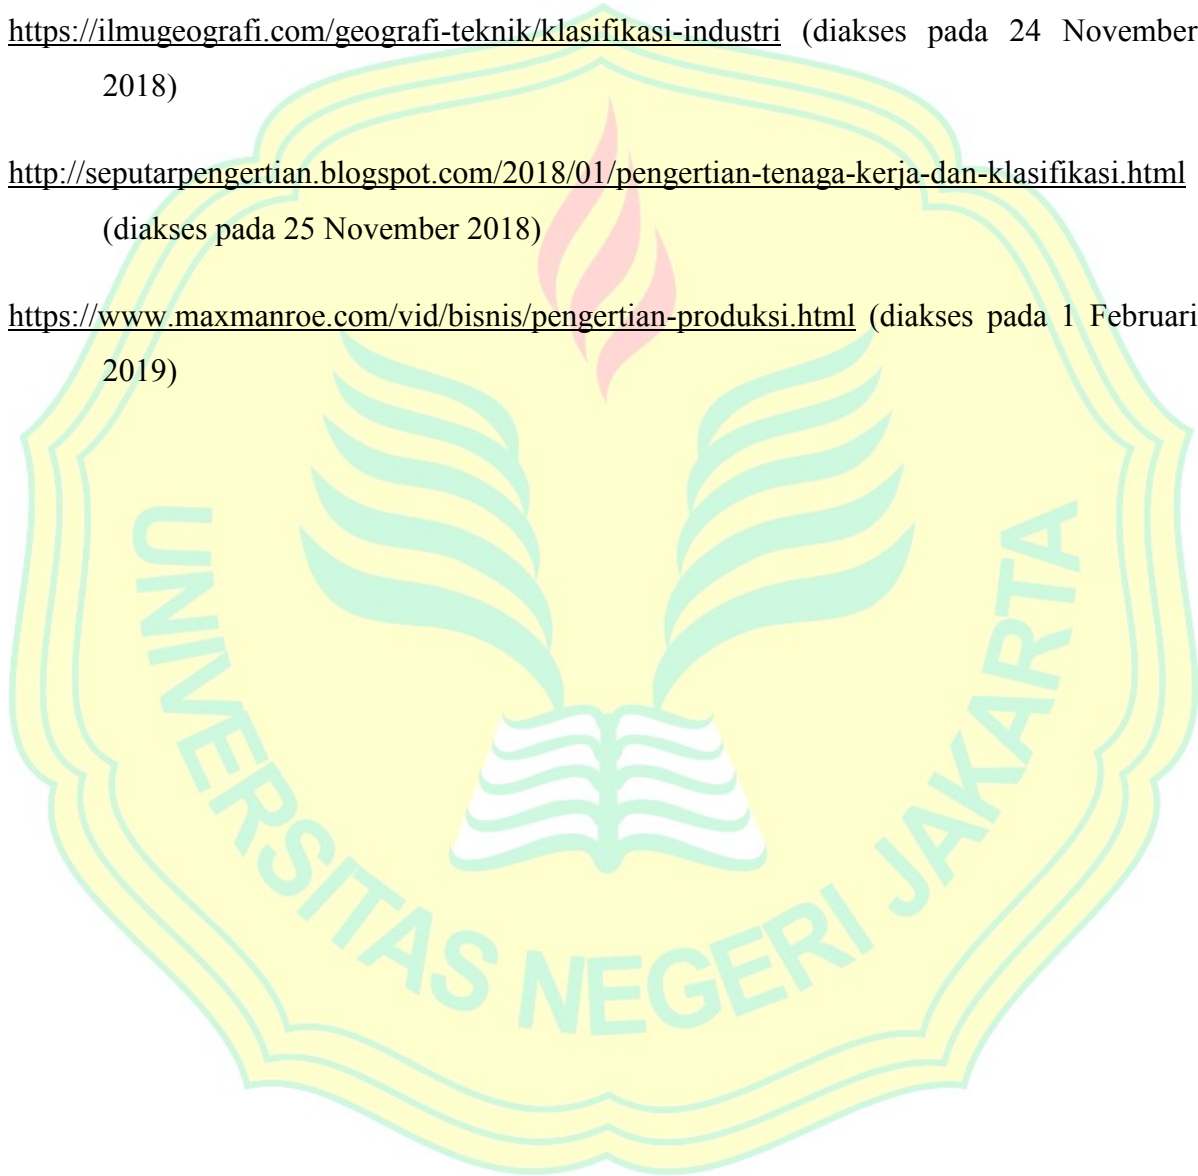 https://ilmugeografi.com/geografi-teknik/klasifikasi-industri (diakses pada 24 November
2018)
http://seputarpengertian.blogspot.com/2018/01/pengertian-tenaga-kerja-dan-klasifikasi.html
(diakses pada 25 November 2018)
https://www.maxmanroe.com/vid/bisnis/pengertian-produksi.html (diakses pada 1 Februari
2019)
UNIVERSITAS NEGERI JAKARTA